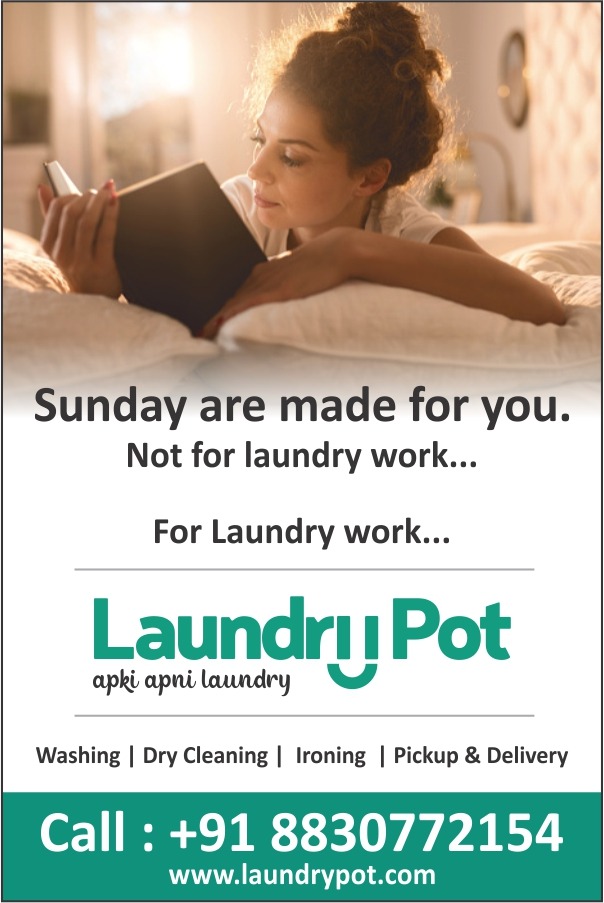 Sunday are made for you.
Not for laundry work...
For Laundry work...
Laundry Pot
apki apni laundry
Washing | Dry Cleaning | Ironing | Pickup & Delivery
Call : +91 8830772154
www.laundrypot.com